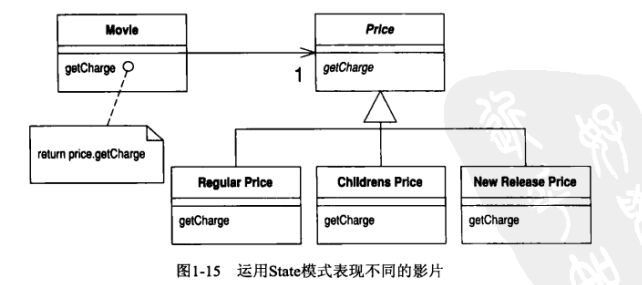 Movie
Price
getCharge
1
getCharge
return price.getCharge
Regular Price
Childrens Price
New Release Price
getCharge
getCharge
getCharge
图1-15 运用State模式表现不同的影片